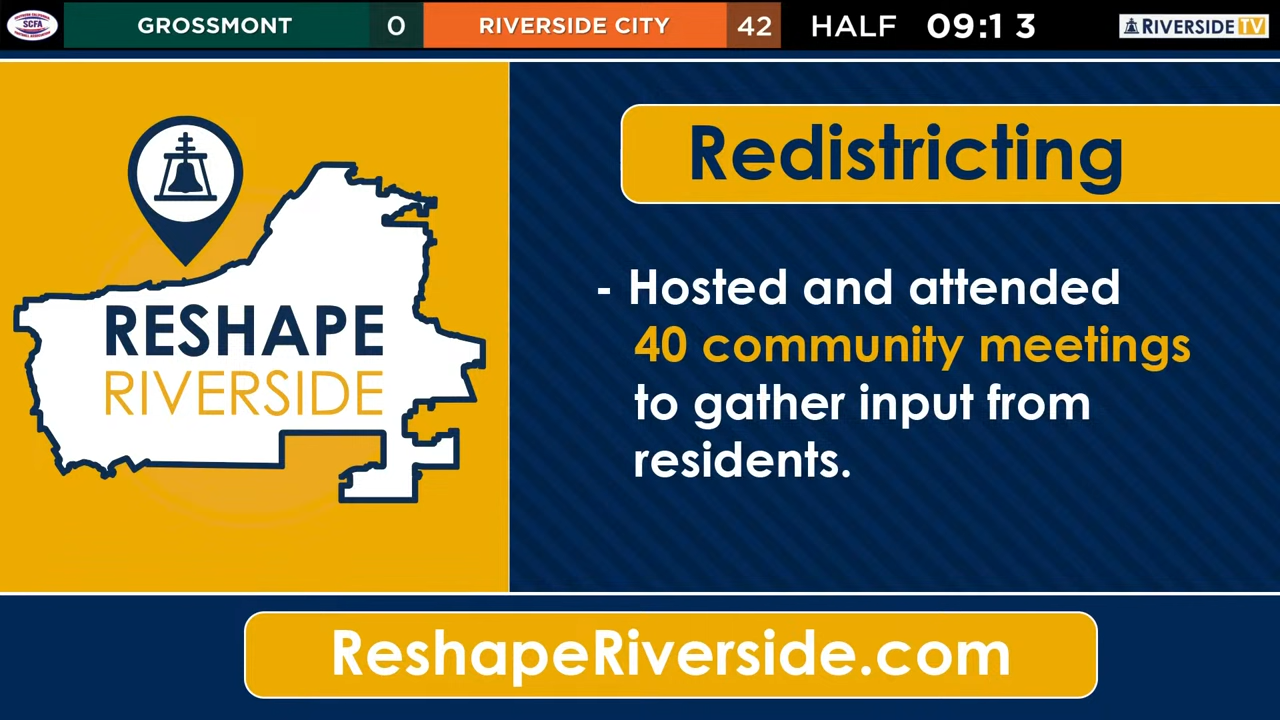 SCFA
GROSSMONT 0 RIVERSIDE CITY 42 HALF 09:13
RIVERSIDE TV
RESHAPE
RIVERSIDE
Redistricting
- Hosted and attended
40 community meetings
to gather input from
residents.
ReshapeRiverside.com